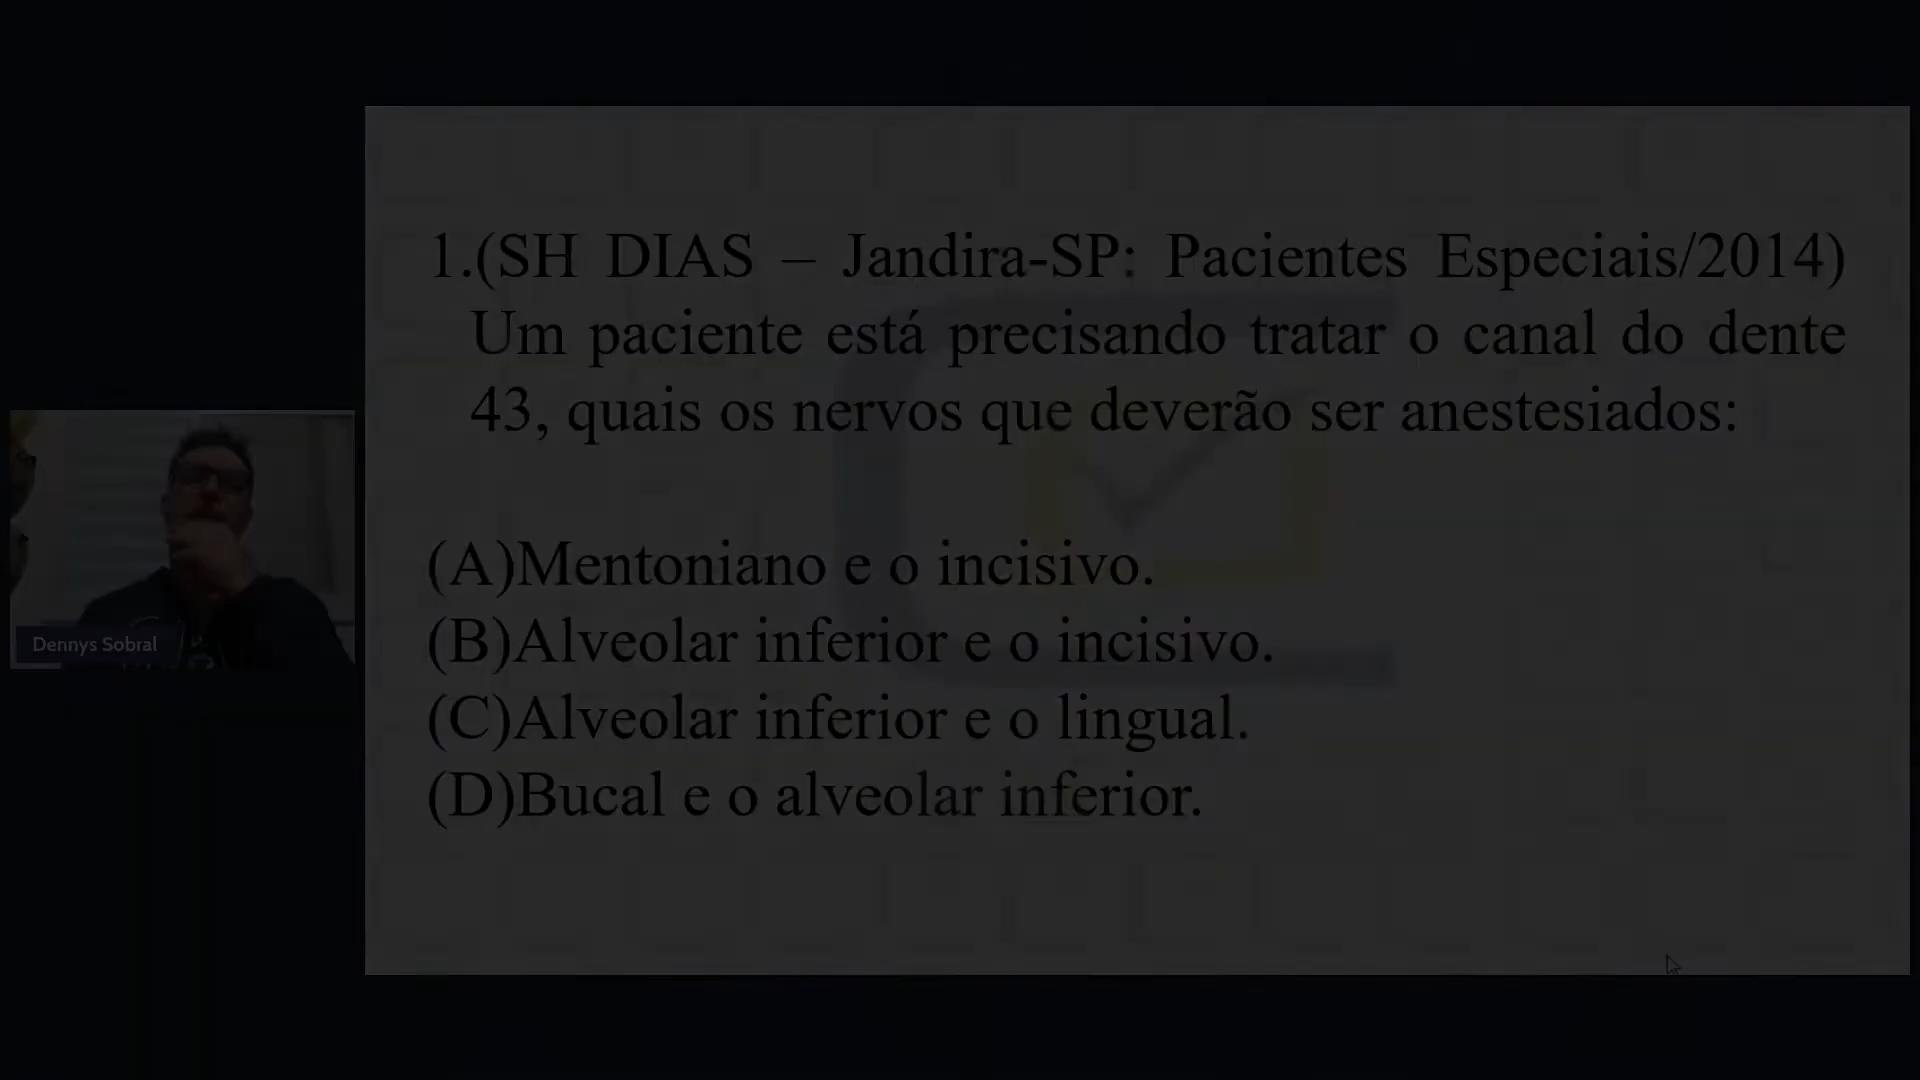 1.(SH DIAS – Jandira-SP: Pacientes Especiais/2014)
Um paciente está precisando tratar o canal do dente
43, quais os nervos que deverão ser anestesiados:
(A)Mentoniano e o incisivo.
(B)Alveolar inferior e o incisivo.
(C)Alveolar inferior e o lingual.
(D)Bucal e o alveolar inferior.
Dennys Sobral